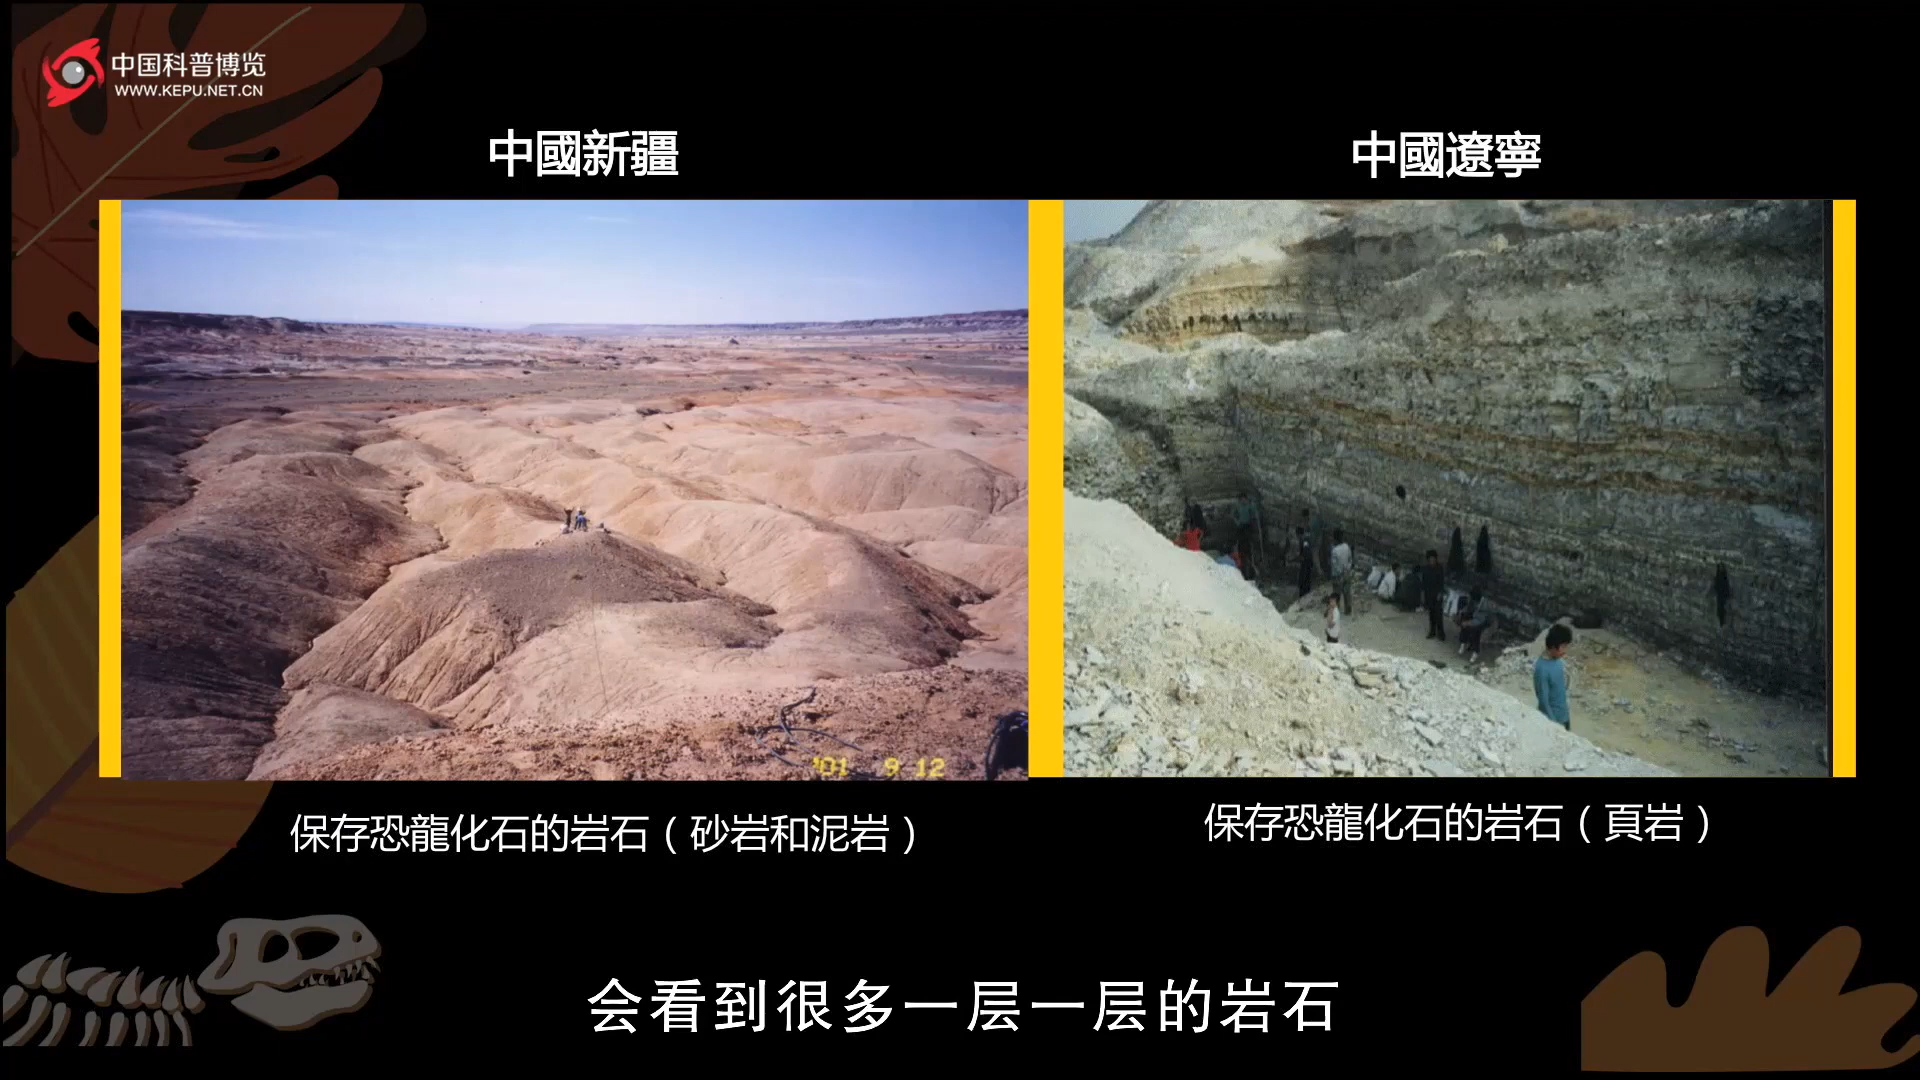 中国科普博览
WWW.KEPU.NET.CN
中國新疆
中國遼寧
'01 9 12
保存恐龍化石的岩石（砂岩和泥岩）
保存恐龍化石的岩石（頁岩）
会看到很多一层一层的岩石